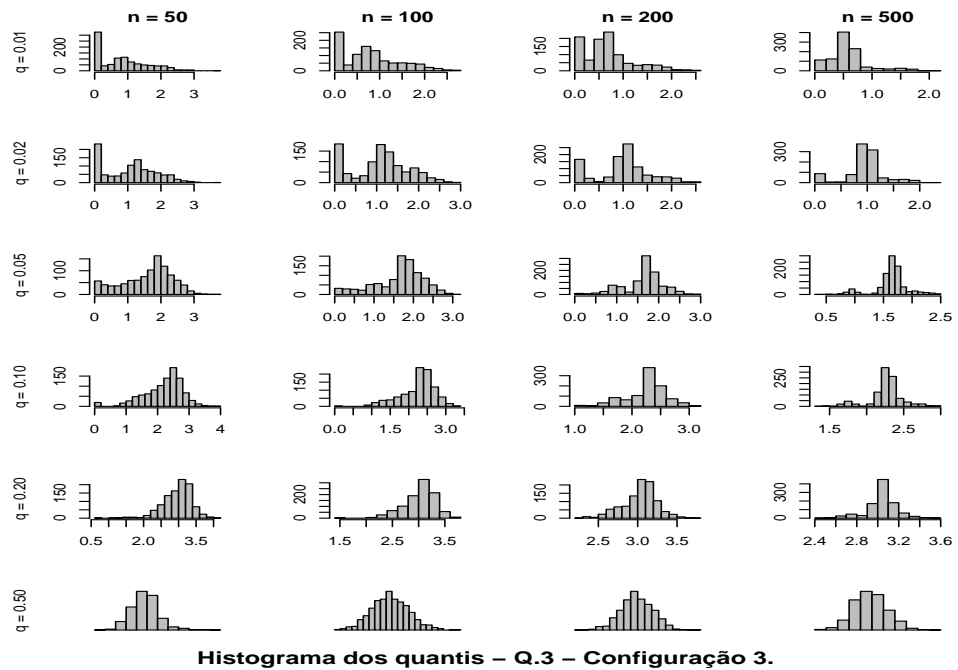 n = 50 n = 100 n = 200 n = 500
q = 0.01
0 200
0 1 2 3
0 100 200
0.0 1.0 2.0
0 150
0.0 1.0 2.0
0 300
0.0 1.0 2.0
q = 0.02
0 150
0 1 2 3
0 150
0.0 1.0 2.0 3.0
0 200
0.0 1.0 2.0
0 300
0.0 1.0 2.0
q = 0.05
0 100
0 1 2 3
0 150
0.0 1.0 2.0 3.0
0 200
0.0 1.0 2.0 3.0
0 200
0.5 1.5 2.5
q = 0.10
0 150
0 1 2 3 4
0 150
0.0 1.5 3.0
0 300
1.0 2.0 3.0
0 250
1.5 2.5
q = 0.20
0 150
0.5 2.0 3.5
0 200
1.5 2.5 3.5
0 150
2.5 3.0 3.5
0 300
2.4 2.8 3.2 3.6
q = 0.50
Histograma dos quantis – Q.3 – Configuração 3.